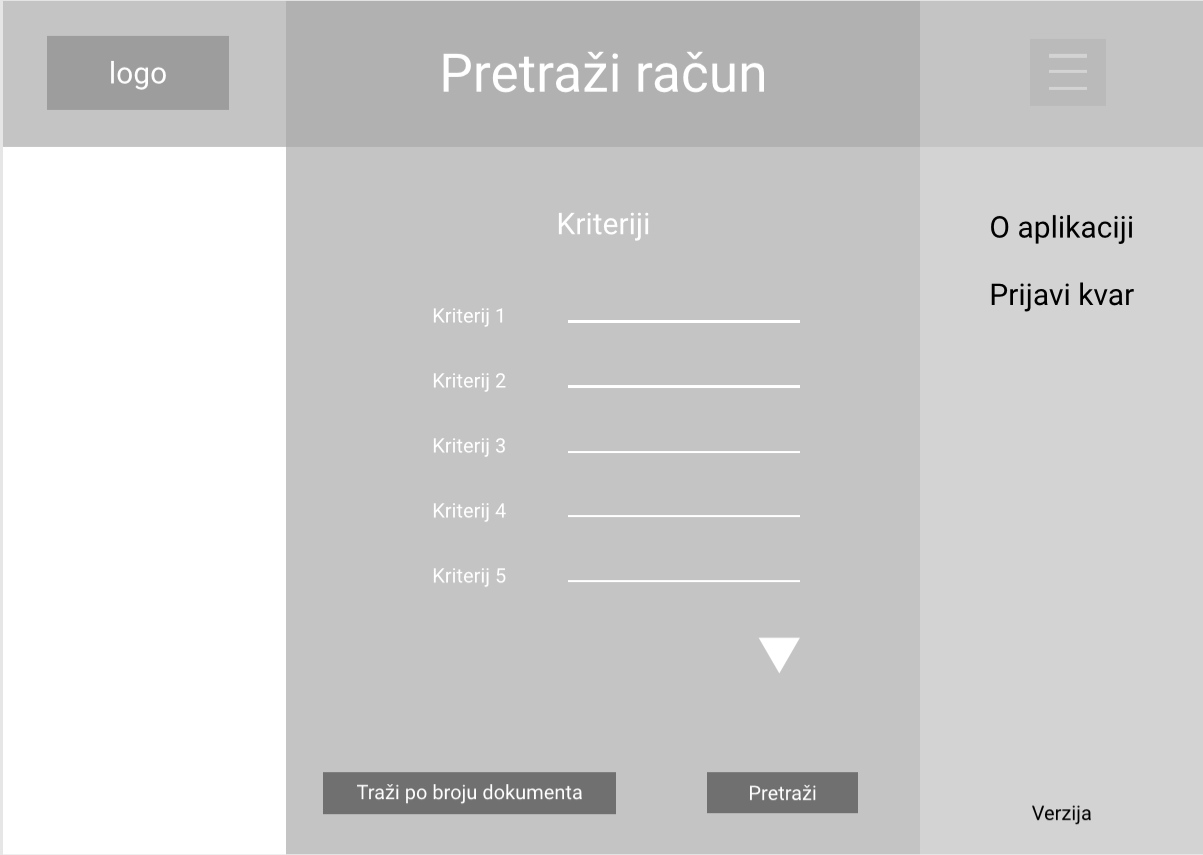 logo
Pretraži račun
Kriteriji
Kriterij 1
Kriterij 2
Kriterij 3
Kriterij 4
Kriterij 5
Traži po broju dokumenta
Pretraži
O aplikaciji
Prijavi kvar
Verzija